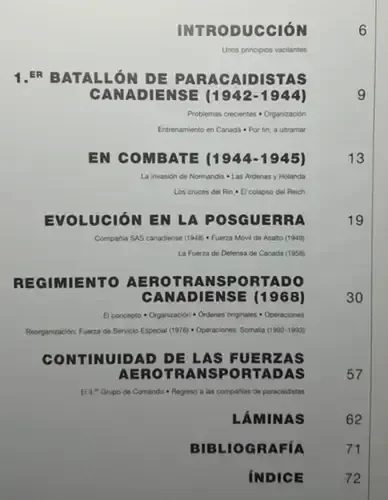 INTRODUCCIÓN 6
Unos principios vacilantes
1.ER BATALLÓN DE PARACAIDISTAS
CANADIENSE (1942-1944) 9
Problemas crecientes • Organización
Entrenamiento en Canadá • Por fin, a ultramar
EN COMBATE (1944-1945) 13
La invasión de Normandía • Las Ardenas y Holanda
Los cruces del Rin • El colapso del Reich
EVOLUCIÓN EN LA POSGUERRA 19
Compañía SAS canadiense (1948) • Fuerza Móvil de Asalto (1949)
La Fuerza de Defensa de Canadá (1958)
REGIMIENTO AEROTRANSPORTADO
CANADIENSE (1968) 30
El concepto • Organización • Órdenes originales • Operaciones
Reorganización: Fuerza de Servicio Especial (1976) • Operaciones: Somalia (1992-1993)
CONTINUIDAD DE LAS FUERZAS
AEROTRANSPORTADAS 57
El 3.er Grupo de Comando • Regreso a las compañías de paracaidistas
LÁMINAS 62
BIBLIOGRAFÍA 71
ÍNDICE 72